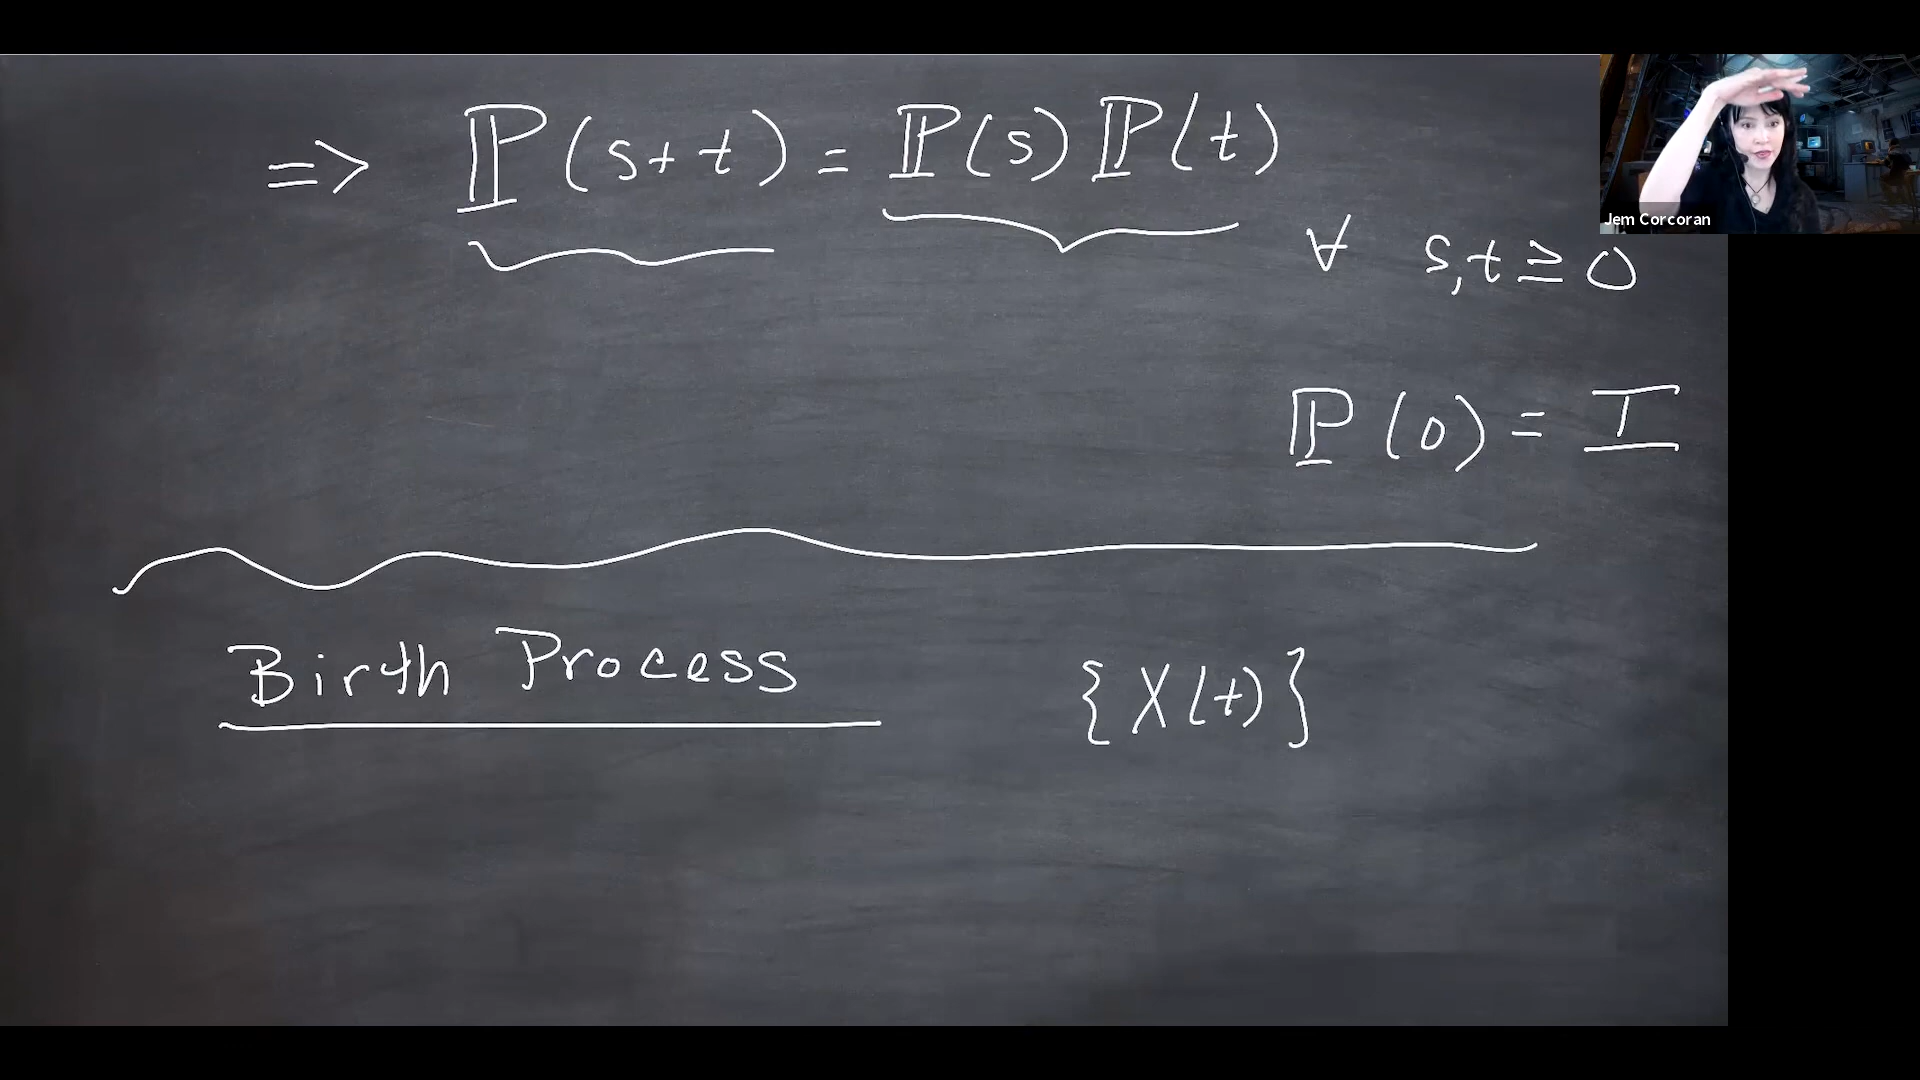 => ℙ(s+t) = ℙ(s)ℙ(t)
∀ s,t ≥ 0
ℙ(0) = I
Birth Process {X(t)}
Jem Corcoran